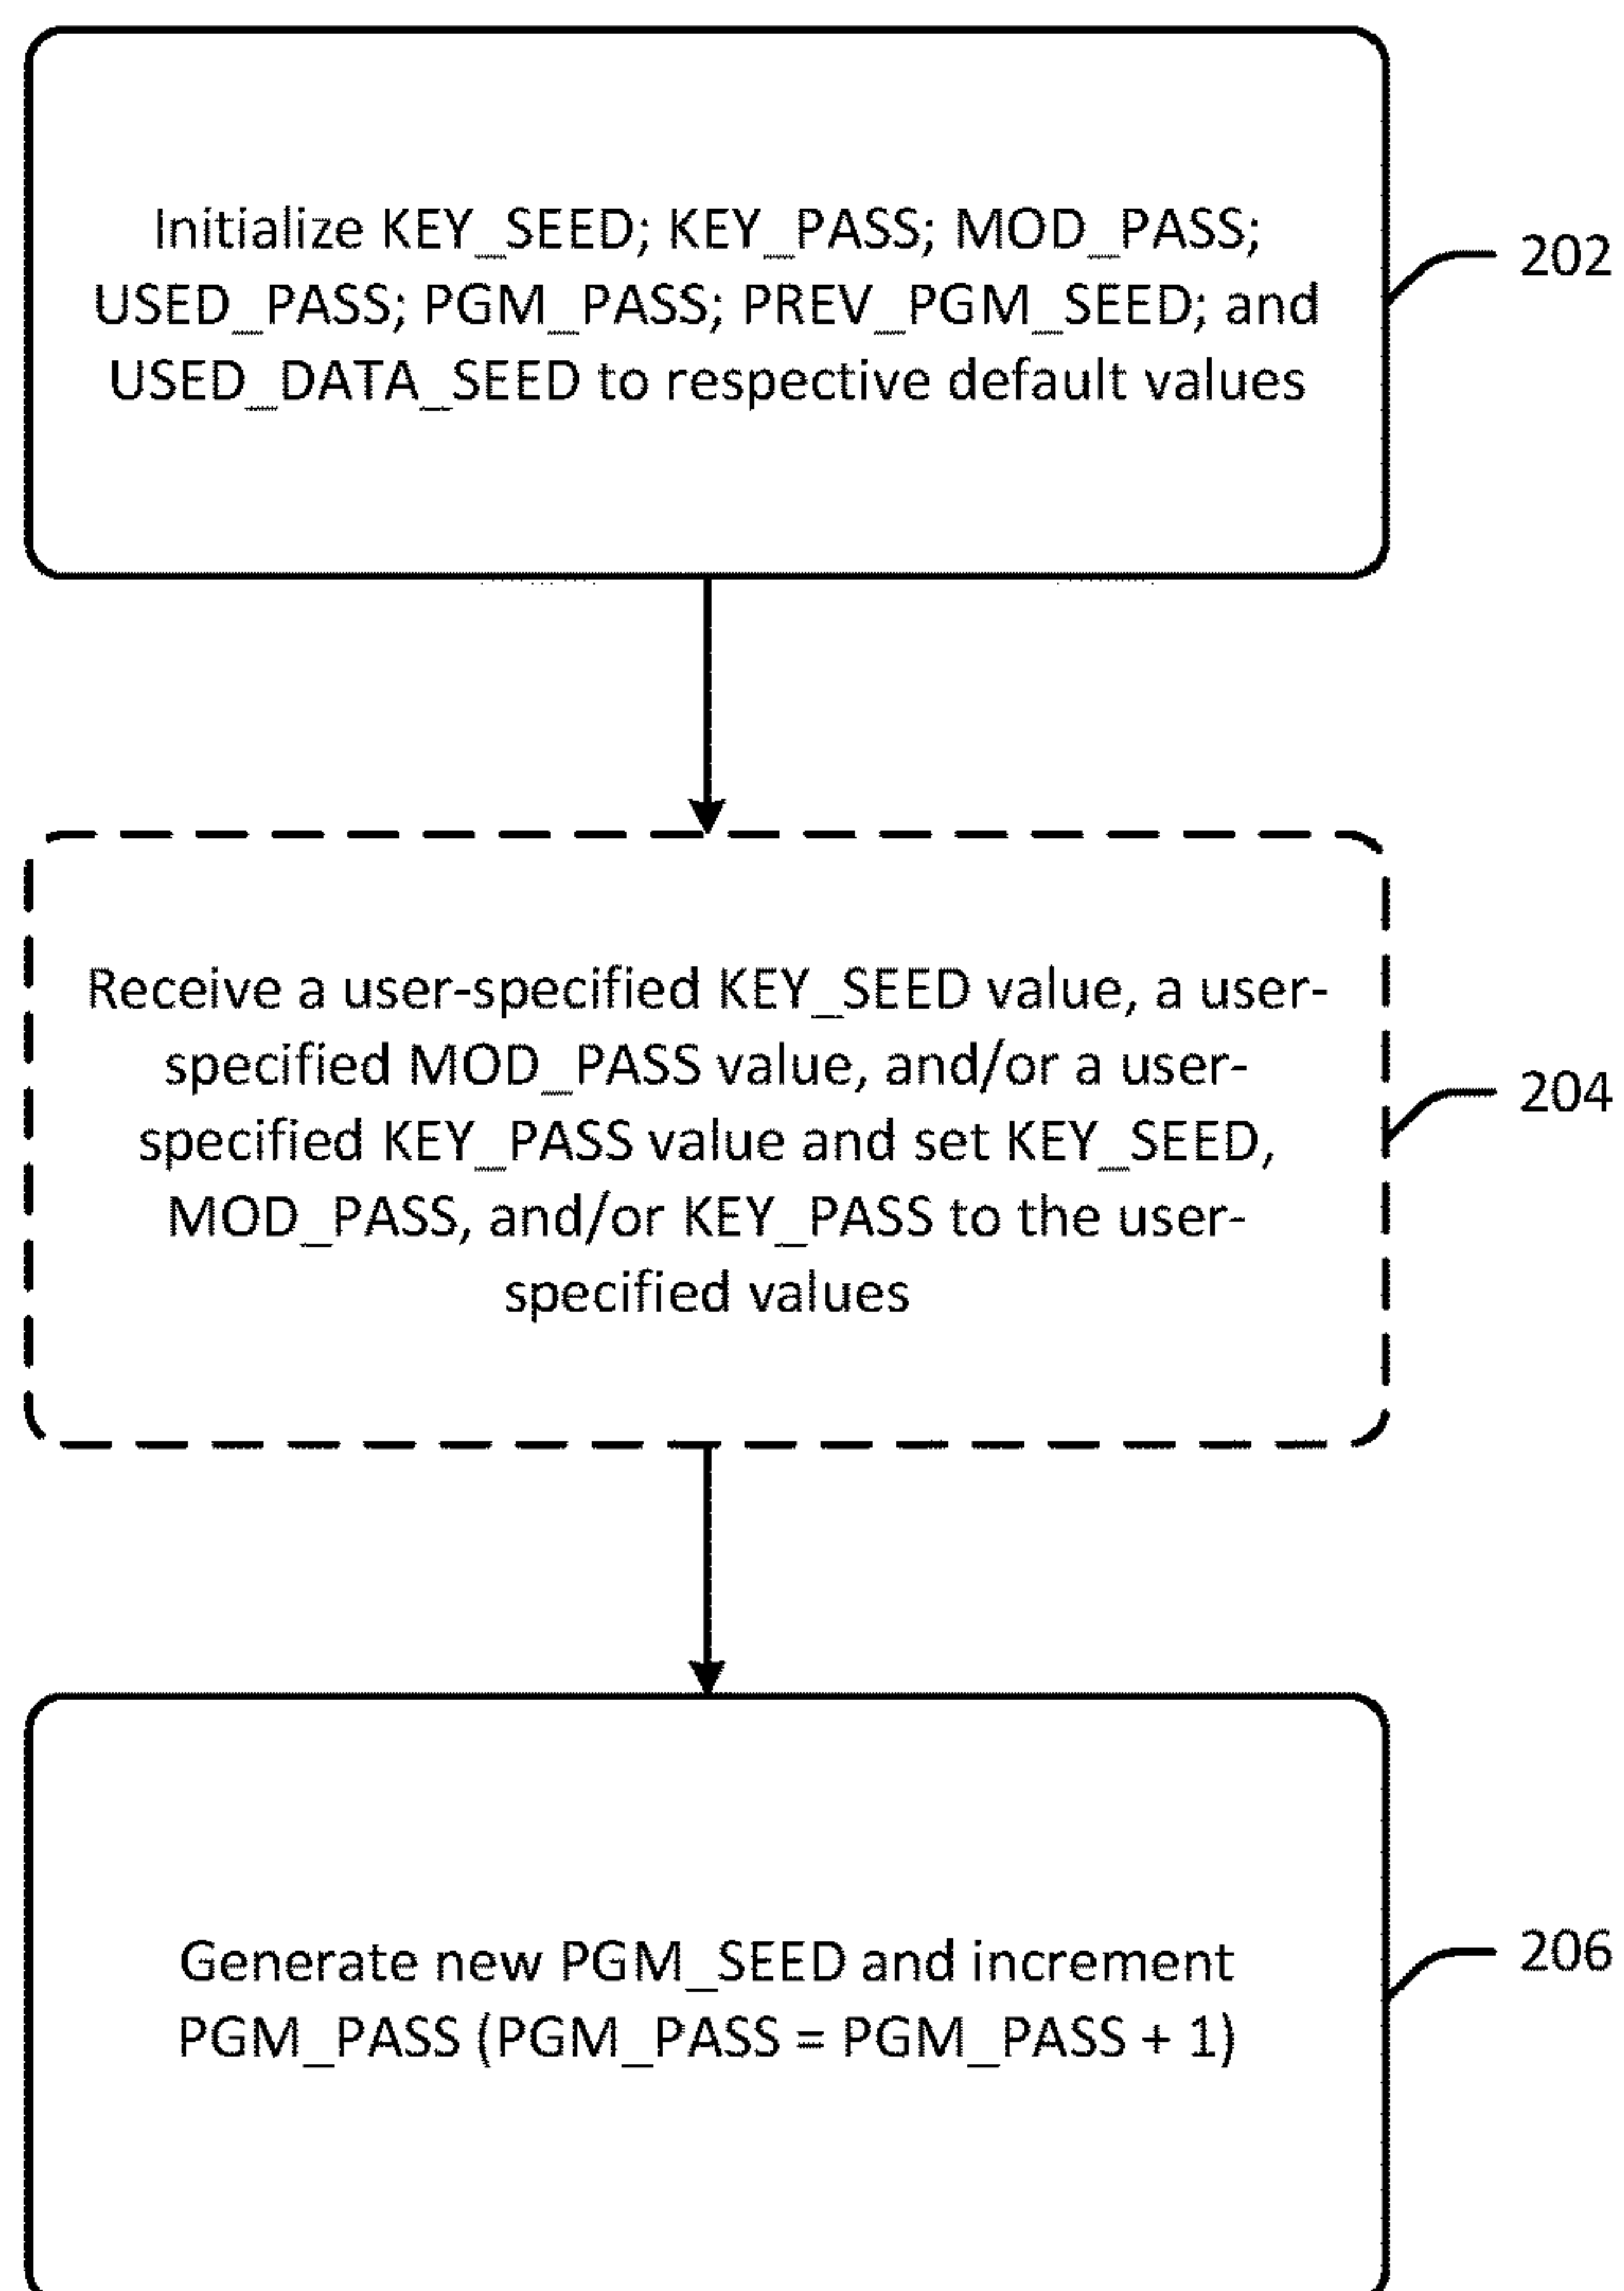 Initialize KEY_SEED; KEY_PASS; MOD_PASS;
USED_PASS; PGM_PASS; PREV_PGM_SEED; and
USED_DATA_SEED to respective default values
202
Receive a user-specified KEY_SEED value, a user-
specified MOD_PASS value, and/or a user-
specified KEY_PASS value and set KEY_SEED,
MOD_PASS, and/or KEY_PASS to the user-
specified values
204
Generate new PGM_SEED and increment
PGM_PASS (PGM_PASS = PGM_PASS + 1)
206